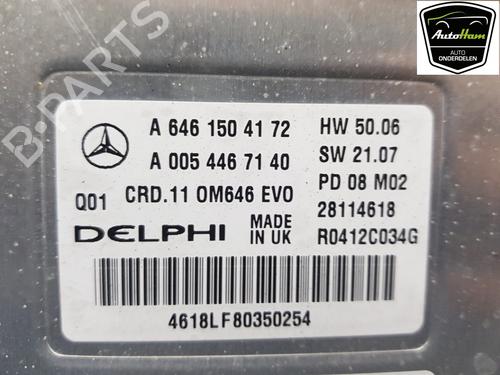 AutoHam
AUTO
ONDERDELEN
B-PARTS
A 646 150 41 72
HW 50.06
A 005 446 71 40
SW 21.07
Q01
CRD.11 OM646 EVO
PD 08 M02
DELPHI
MADE
IN UK
28114618
R0412C034G
4618LF80350254